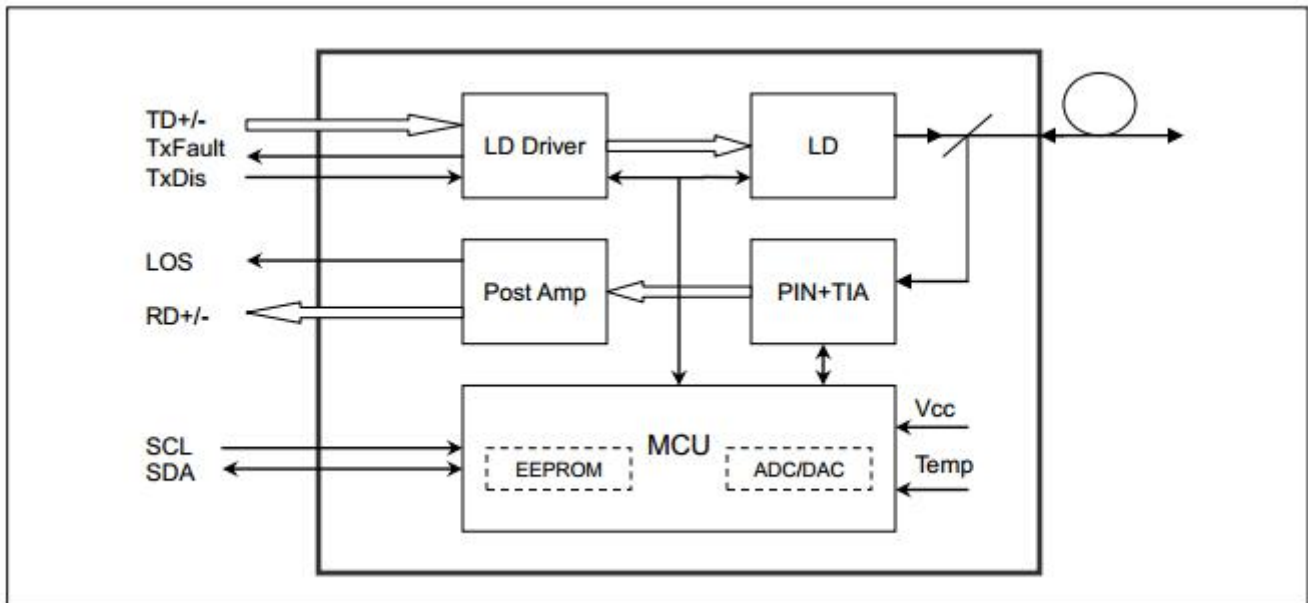 TD+/-
TxFault
TxDis
LD Driver
LD
LOS
RD+/-
Post Amp
PIN+TIA
SCL
SDA
MCU
EEPROM
ADC/DAC
Vcc
Temp